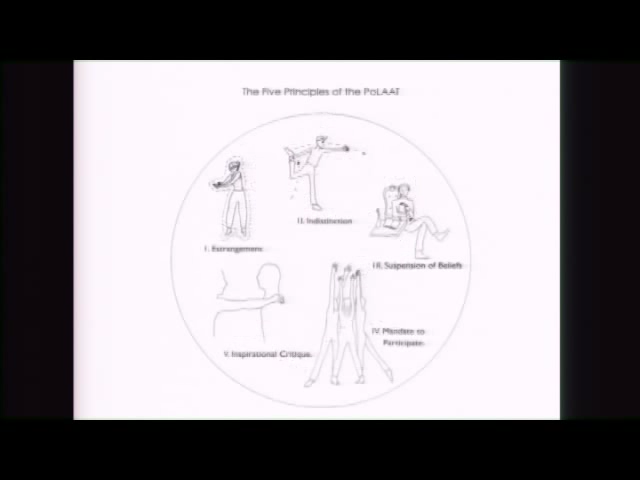 The Five Principles of the PoLAAT
I. Estrangement
II. Indistinction
III. Suspension of Beliefs
IV. Mandate to
Participate.
V. Inspirational Critique.